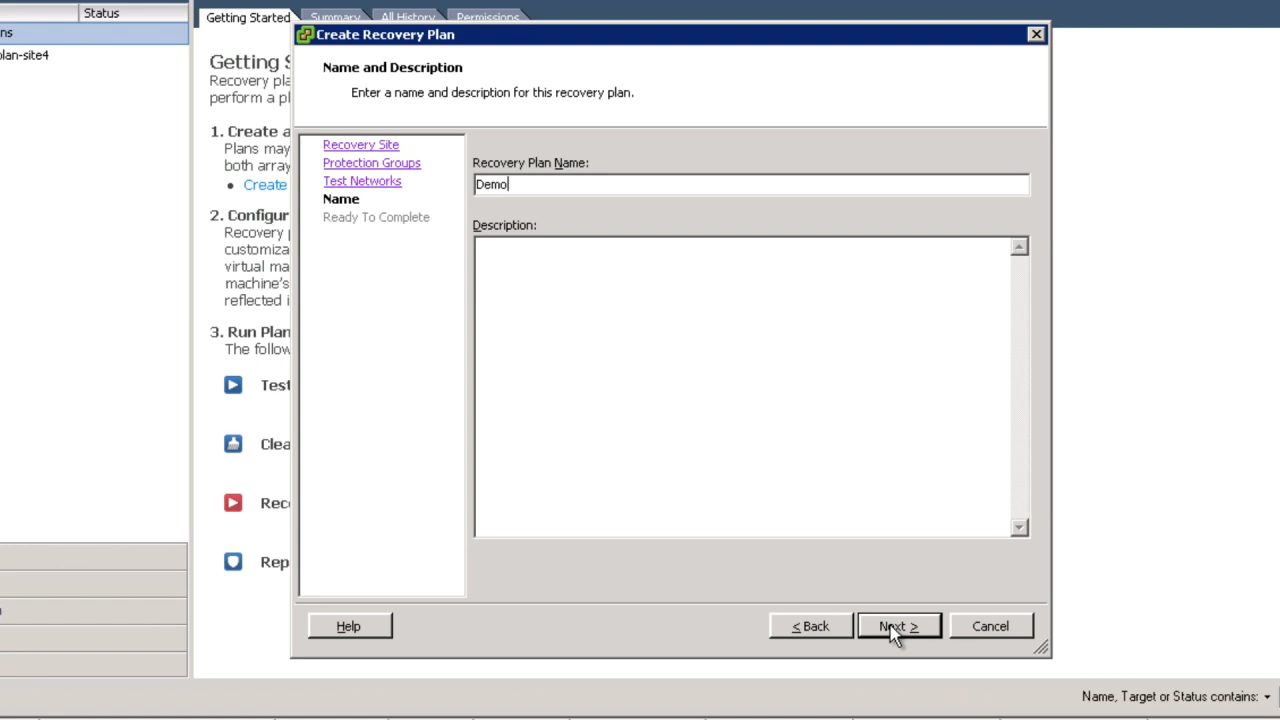 Status
ns
plan-site4
Getting Started
Summary
All History
Permissions
Create Recovery Plan
Name and Description
Enter a name and description for this recovery plan.
Getting S
Recovery pla
perform a pl
1. Create a
Plans may
both array
Create
2. Configur
Recovery p
customiza
virtual ma
machine's
reflected i
3. Run Plan
The follow
Test
Clea
Reco
Rep
Recovery Site
Protection Groups
Test Networks
Name
Ready To Complete
Recovery Plan Name:
Demo
Description:
Help
< Back
Next >
Cancel
Name, Target or Status contains: